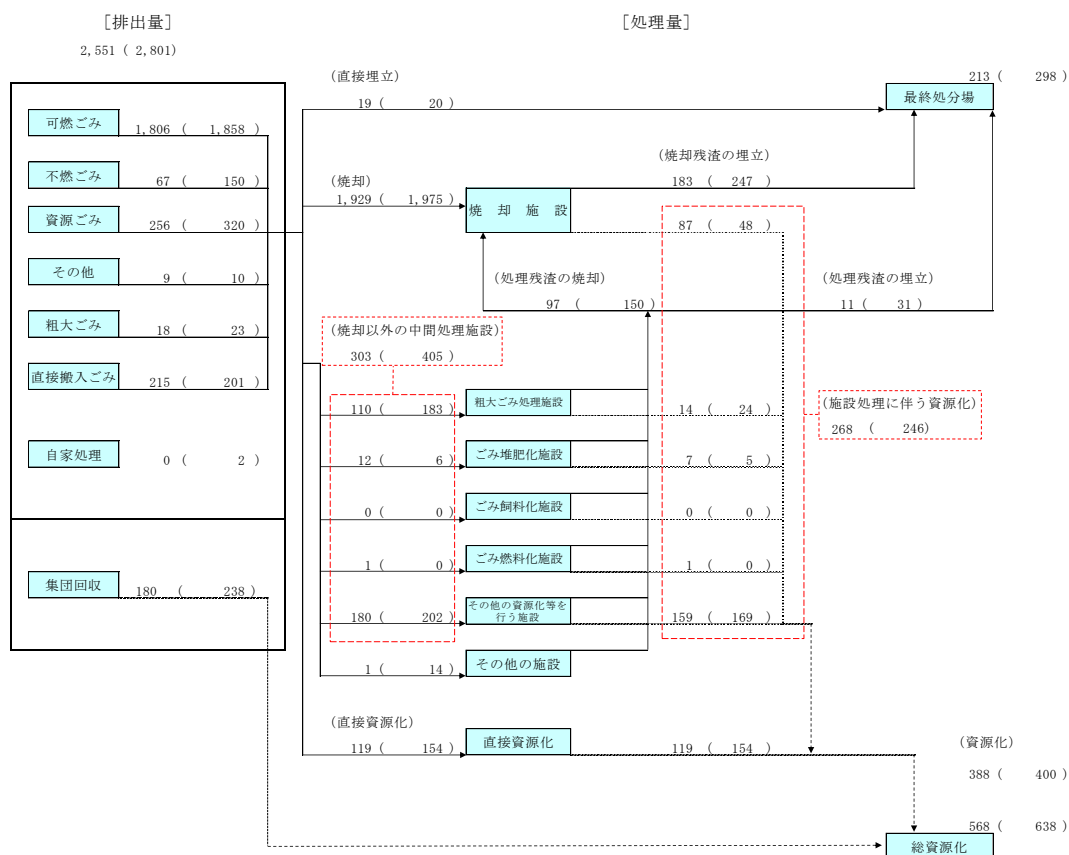 ［排出量］ ［処理量］
2,551 ( 2,801)
(直接埋立) 213 ( 298)
19 ( 20 ) 最終処分場
可燃ごみ 1,806 ( 1,858 )
(焼却残渣の埋立)
不燃ごみ 67 ( 150 ) (焼却) 183 ( 247 )
1,929 ( 1,975 ) 焼却施設
資源ごみ 256 ( 320 ) 87 ( 48 )
その他 9 ( 10 ) (処理残渣の焼却) (処理残渣の埋立)
97 ( 150 ) 11 ( 31 )
粗大ごみ 18 ( 23 ) (焼却以外の中間処理施設)
303 ( 405 )
直接搬入ごみ 215 ( 201 )
110 ( 183 ) 粗大ごみ処理施設 14 ( 24 ) (施設処理に伴う資源化)
268 ( 246)
自家処理 0 ( 2 ) 12 ( 6 ) ごみ堆肥化施設 7 ( 5 )
0 ( 0 ) ごみ飼料化施設 0 ( 0 )
1 ( 0 ) ごみ燃料化施設 1 ( 0 )
集団回収 180 ( 238 )
その他の資源化等を
行う施設
180 ( 202 ) 159 ( 169 )
1 ( 14 ) その他の施設
(直接資源化)
119 ( 154 ) 直接資源化 119 ( 154 ) (資源化)
388 ( 400 )
568 ( 638 )
総資源化